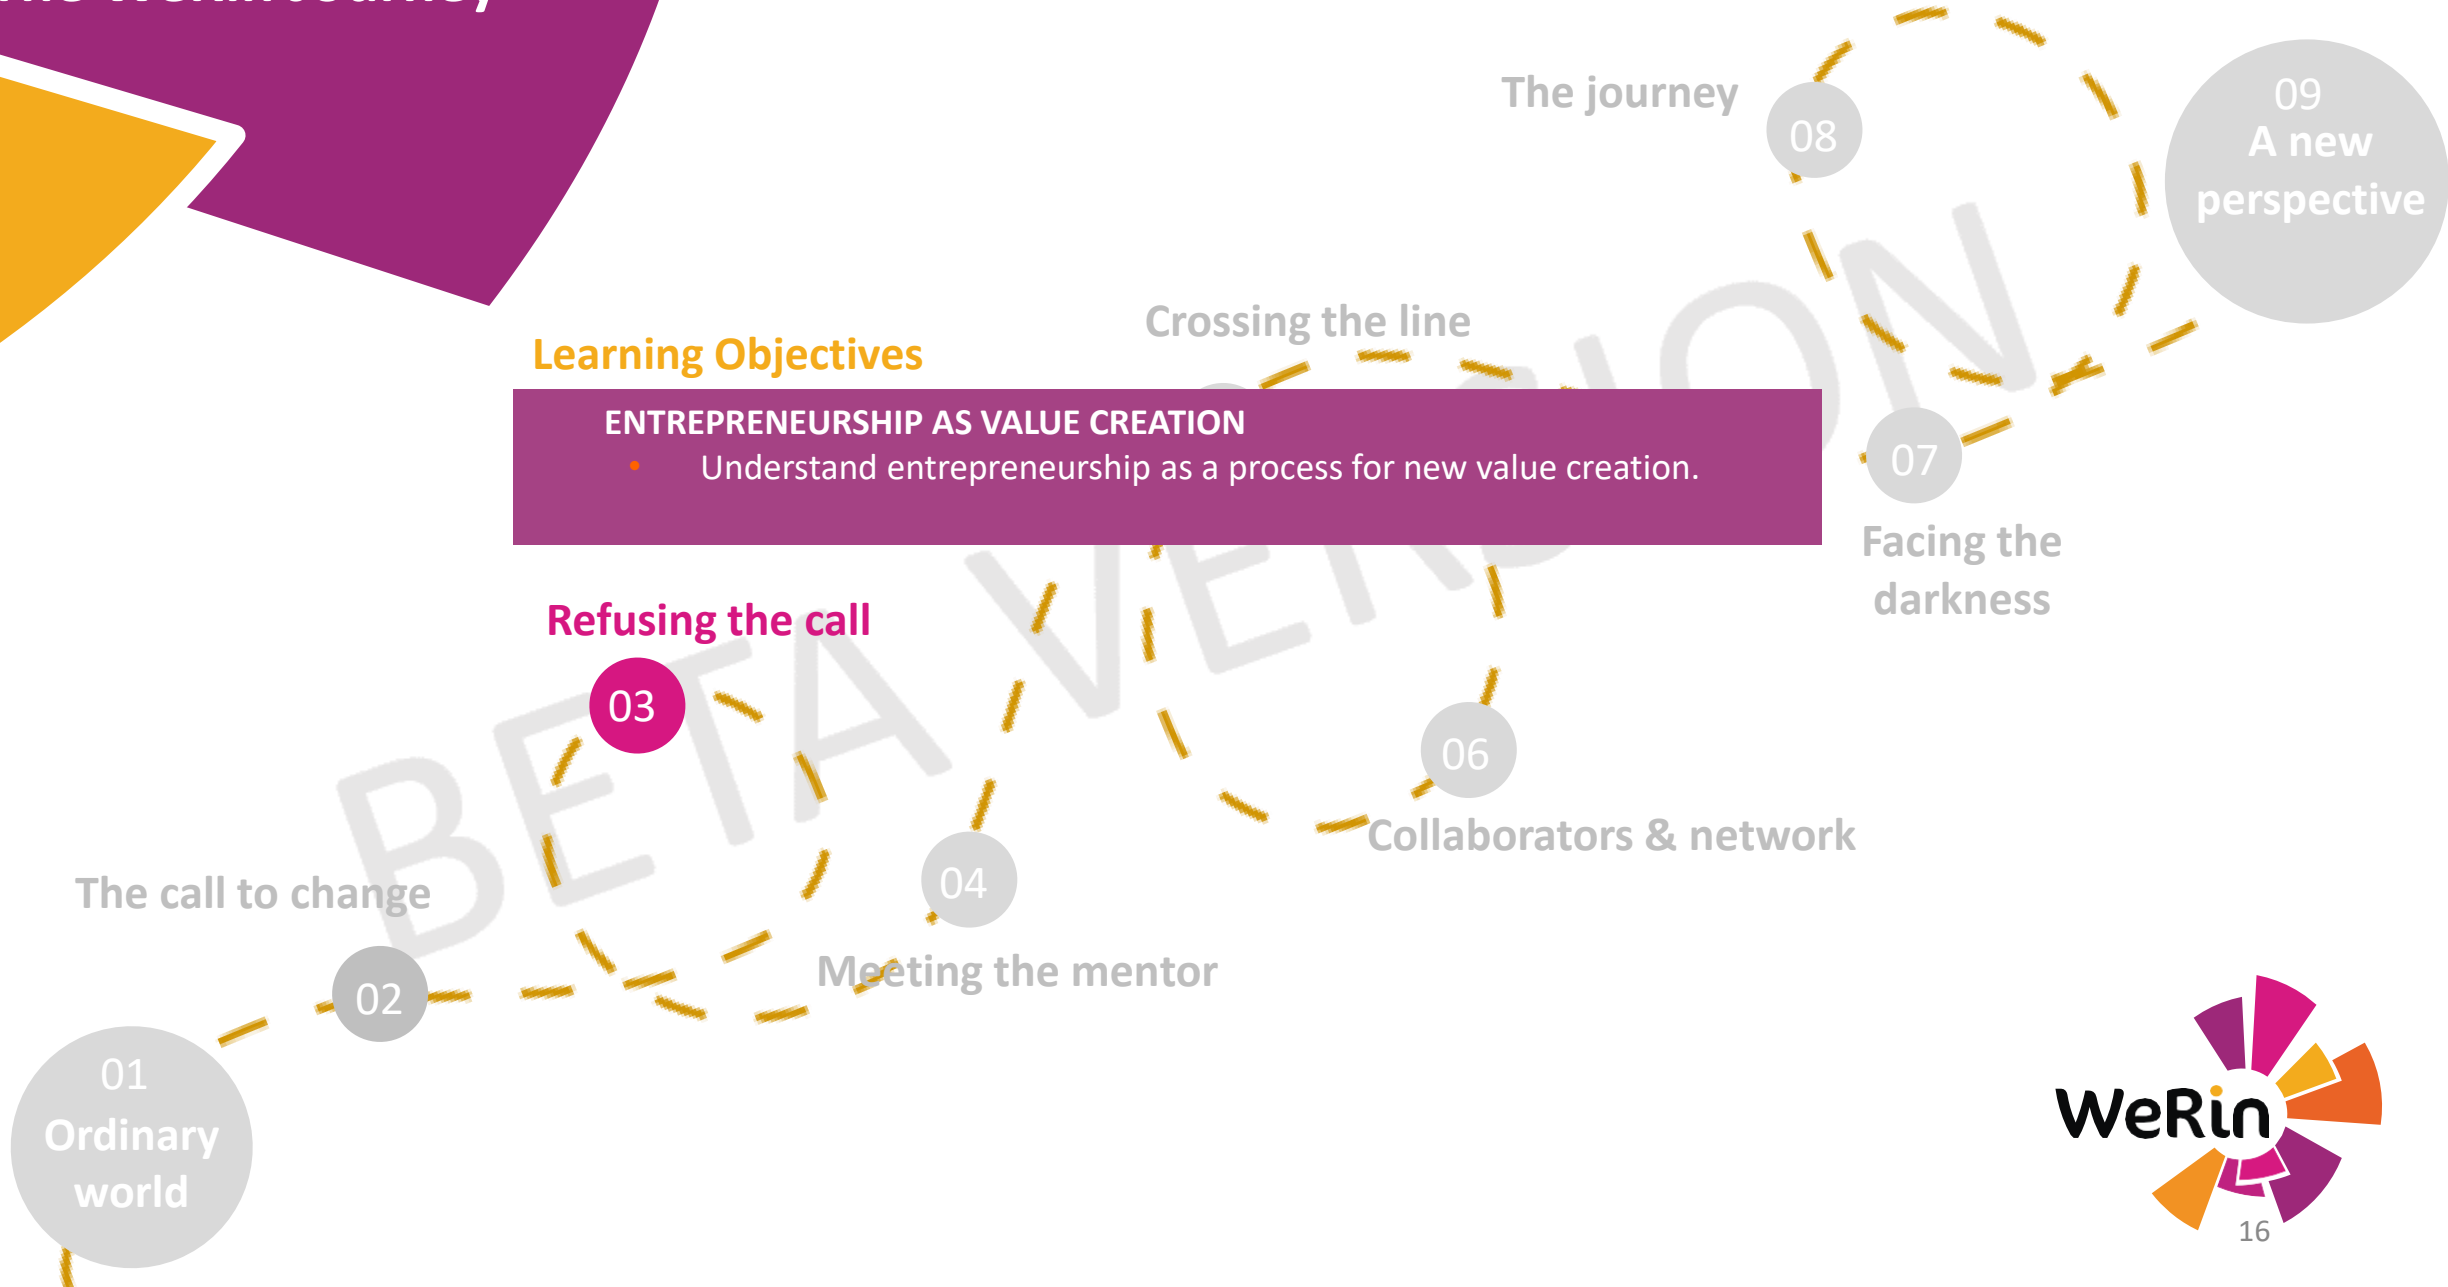 The journey
08
09
A new
perspective
Crossing the line
Learning Objectives
ENTREPRENEURSHIP AS VALUE CREATION
• Understand entrepreneurship as a process for new value creation.
07
Facing the
darkness
Refusing the call
03
06
Collaborators & network
04
Meeting the mentor
The call to change
02
01
Ordinary
world
BETA VERSION
WeRin
16